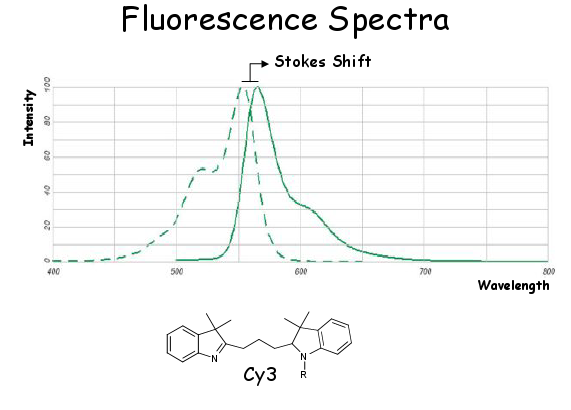 Fluorescence Spectra
Stokes Shift
Intensity
100
80
60
40
20
0
400 500 600 700 800
Wavelength
N
N
R
Cy3